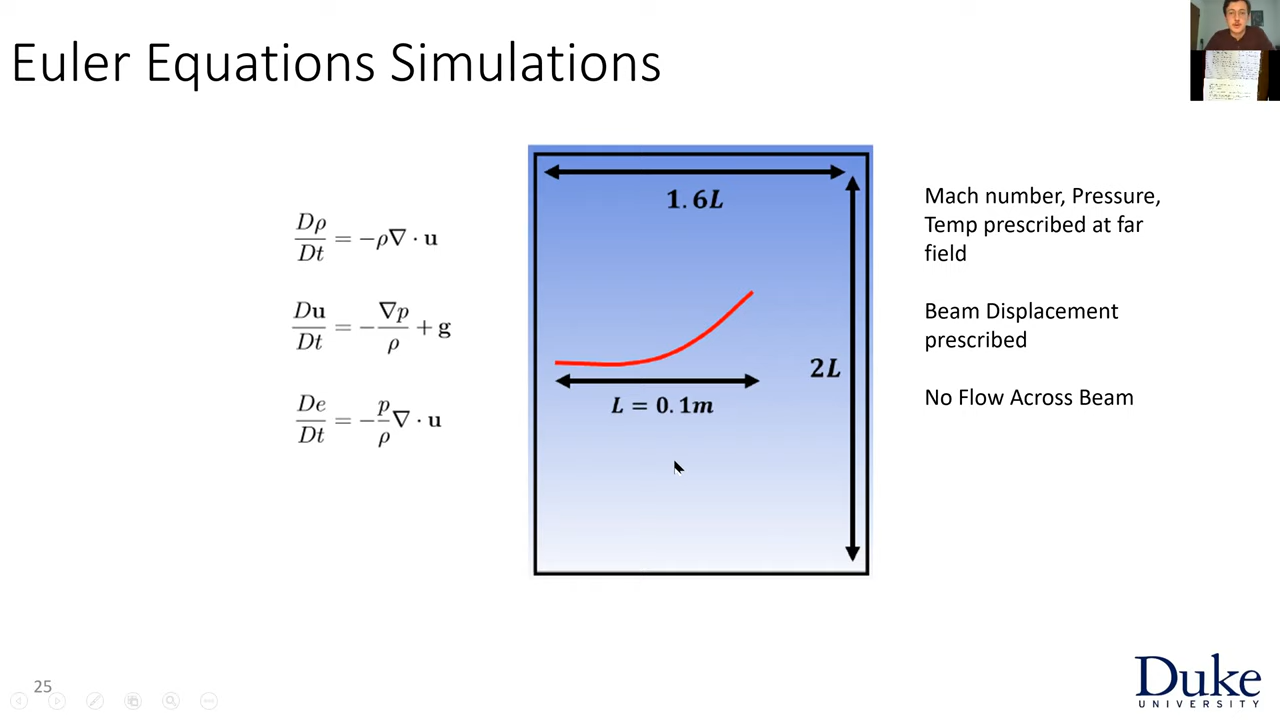 Euler Equations Simulations
Dρ/Dt = −ρ∇ · u
Du/Dt = −∇p/ρ + g
De/Dt = −p/ρ ∇ · u
1.6L
2L
L = 0.1m
Mach number, Pressure,
Temp prescribed at far
field
Beam Displacement
prescribed
No Flow Across Beam
25
Duke
UNIVERSITY